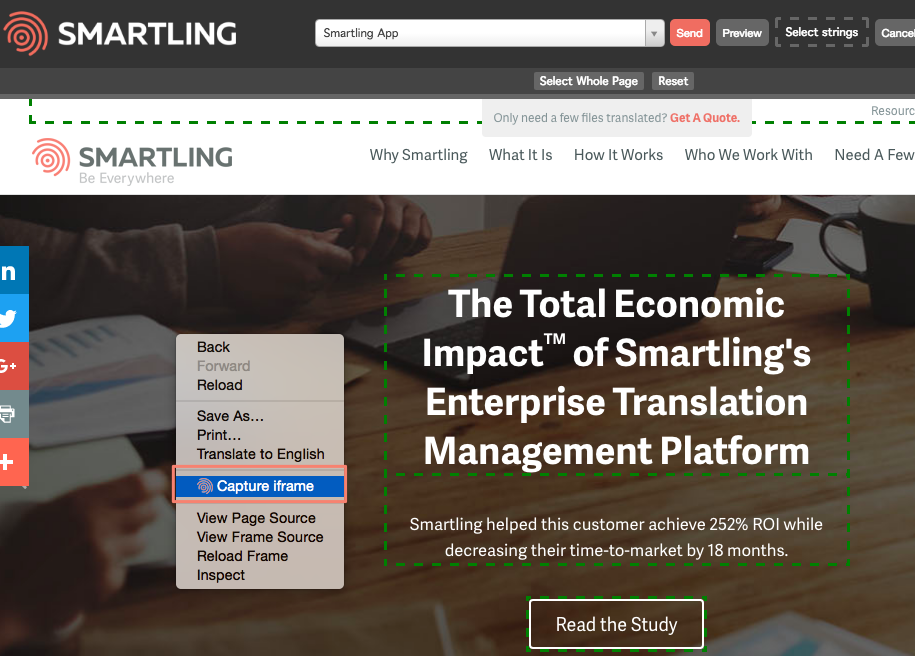 SMARTLING
Smartling App
Send
Preview
Select strings
Cancel
Select Whole Page
Reset
Only need a few files translated? Get A Quote.
Resourc
SMARTLING
Be Everywhere
Why Smartling
What It Is
How It Works
Who We Work With
Need A Few
in
G+
The Total Economic
Impact™ of Smartling's
Enterprise Translation
Management Platform
Back
Forward
Reload
Save As...
Print...
Translate to English
Capture iframe
View Page Source
View Frame Source
Reload Frame
Inspect
Smartling helped this customer achieve 252% ROI while
decreasing their time-to-market by 18 months.
Read the Study